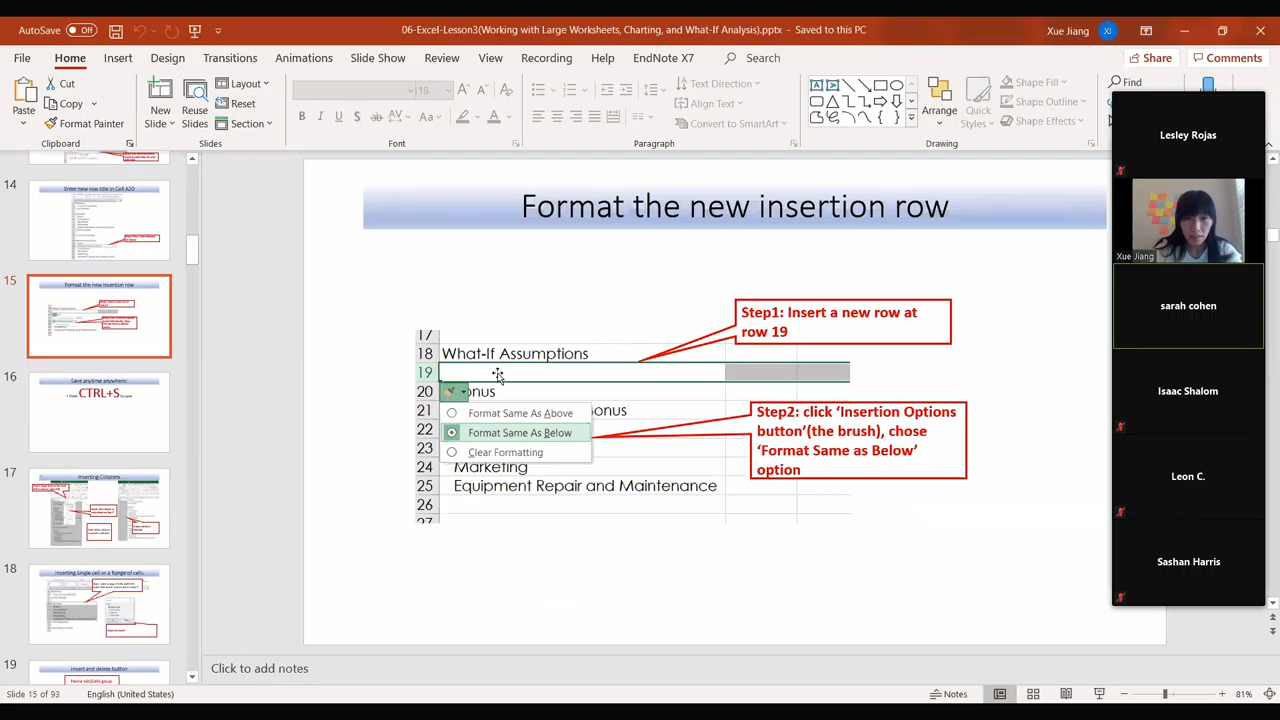 AutoSave Off
06-Excel-Lesson3(Working with Large Worksheets, Charting, and What-If Analysis).pptx - Saved to this PC
Xue Jiang XJ
File Home Insert Design Transitions Animations Slide Show Review View Recording Help EndNote X7 Search
Share Comments
Paste Cut Copy Format Painter
New Slide Reuse Slides Layout Reset Section
18
Text Direction
Align Text
Convert to SmartArt
Arrange Quick Styles
Shape Fill
Shape Outline
Shape Effects
Find
Clipboard Slides Font Paragraph Drawing
14
Enter new row title in Cell A20
15
Format the new insertion row
16
Save anytime anywhere:
CTRL+S
17
Inserting Columns
18
Inserting Single cell or a Range of cells
19
Insert and delete button
Format the new insertion row
Step1: Insert a new row at
row 19
17
18 What-If Assumptions
19
20 onus
21 onus
Format Same As Above
22
Format Same As Below
23
Clear Formatting
24 Marketing
25 Equipment Repair and Maintenance
26
27
Step2: click 'Insertion Options
button'(the brush), chose
'Format Same as Below'
option
Lesley Rojas
Xue Jiang
sarah cohen
Isaac Shalom
Leon C.
Sashan Harris
Click to add notes
Slide 15 of 93 English (United States) Notes 81%